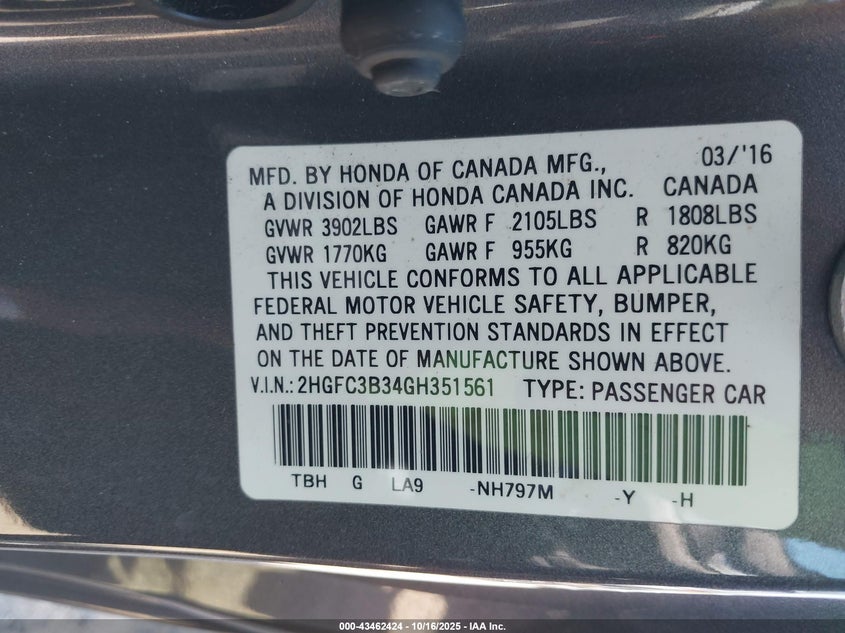 03/'16
MFD. BY HONDA OF CANADA MFG.,
A DIVISION OF HONDA CANADA INC. CANADA
GVWR 3902LBS GAWR F 2105LBS R 1808LBS
GVWR 1770KG GAWR F 955KG R 820KG
THIS VEHICLE CONFORMS TO ALL APPLICABLE
FEDERAL MOTOR VEHICLE SAFETY, BUMPER,
AND THEFT PREVENTION STANDARDS IN EFFECT
ON THE DATE OF MANUFACTURE SHOWN ABOVE.
V.I.N.: 2HGFC3B34GH351561 TYPE: PASSENGER CAR
TBH G LA9 -NH797M -Y -H
000-43462424 | 10/16/2025 | IAA Inc.